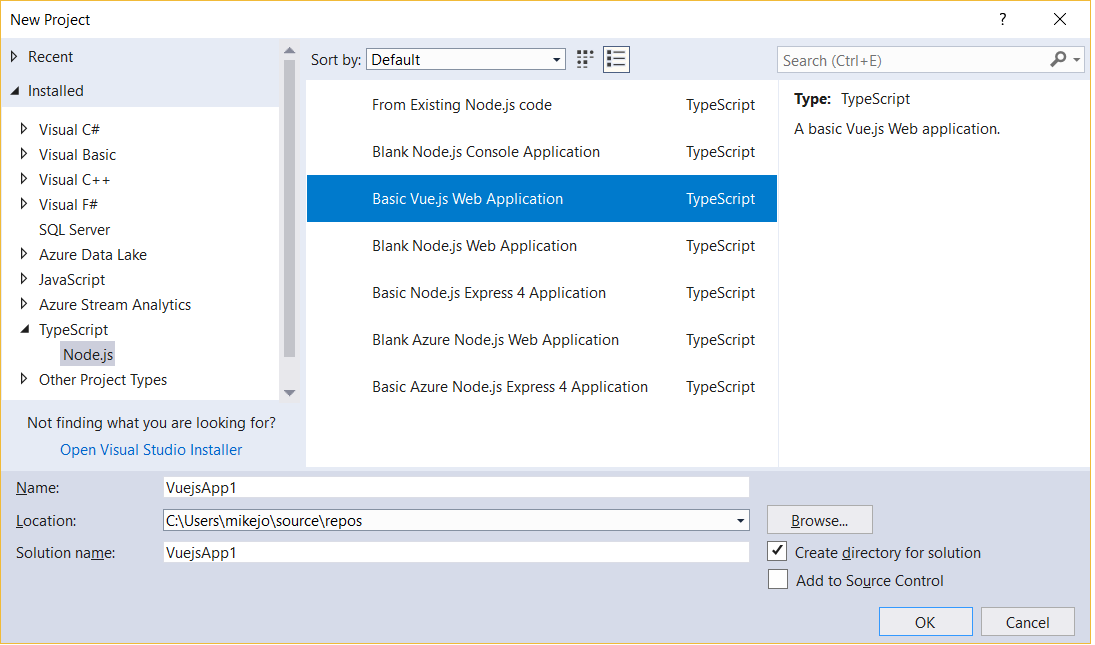 New Project
?
Recent
Installed
Visual C#
Visual Basic
Visual C++
Visual F#
SQL Server
Azure Data Lake
JavaScript
Azure Stream Analytics
TypeScript
Node.js
Other Project Types
Not finding what you are looking for?
Open Visual Studio Installer
Sort by: Default
From Existing Node.js code TypeScript
Blank Node.js Console Application TypeScript
Basic Vue.js Web Application TypeScript
Blank Node.js Web Application TypeScript
Basic Node.js Express 4 Application TypeScript
Blank Azure Node.js Web Application TypeScript
Basic Azure Node.js Express 4 Application TypeScript
Search (Ctrl+E)
Type: TypeScript
A basic Vue.js Web application.
Name: VuejsApp1
Location: C:\Users\mikejo\source\repos Browse...
Solution name: VuejsApp1 Create directory for solution
Add to Source Control
OK Cancel